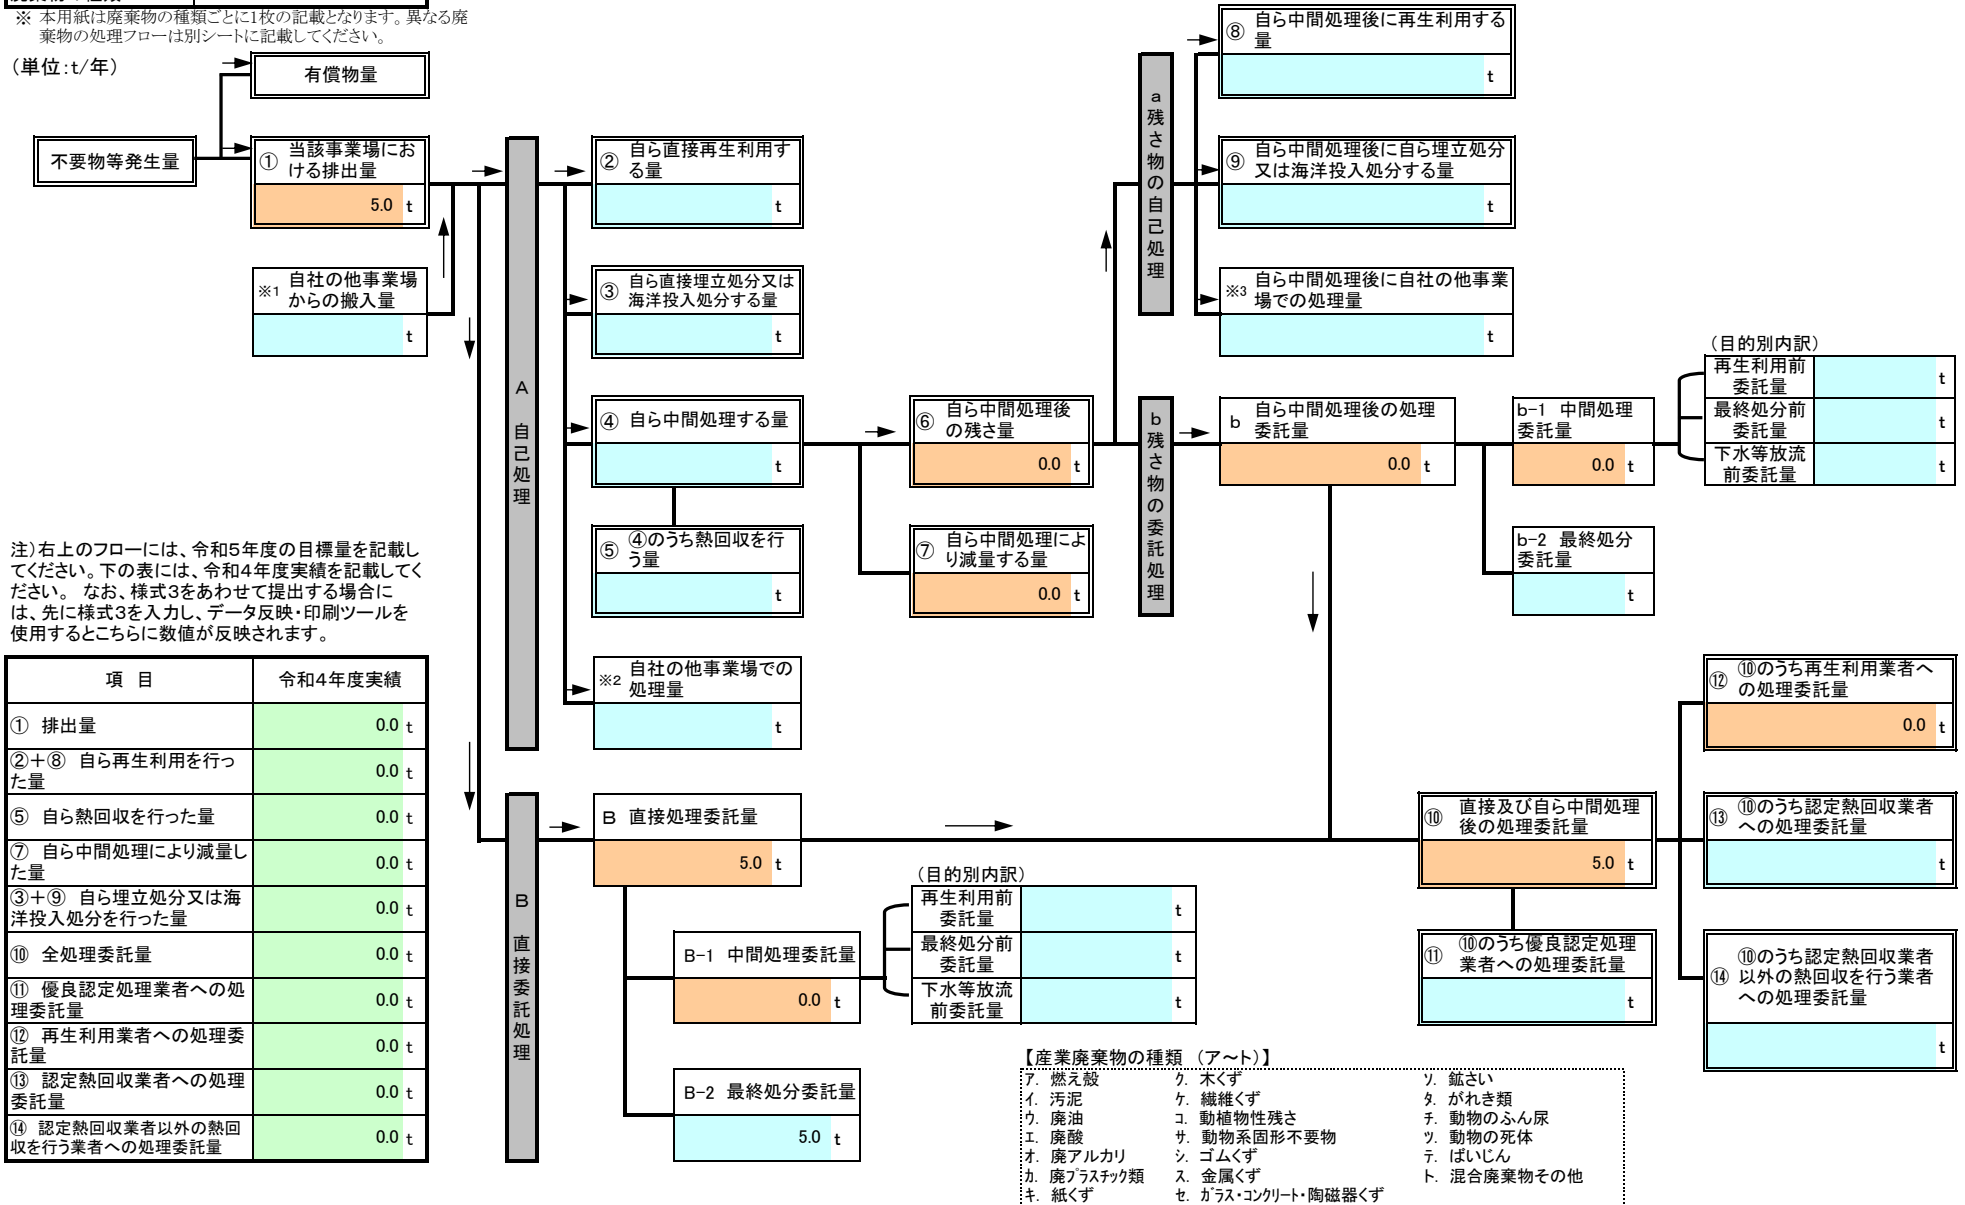 ※ 本用紙は廃棄物の種類ごとに1枚の記載となります。異なる廃
棄物の処理フローは別シートに記載してください。
（単位:t/年）
有償物量
不要物等発生量
① 当該事業場にお
ける排出量
5.0 t
※1 自社の他事業場
からの搬入量
t
A 自己処理
② 自ら直接再生利用す
る量
t
③ 自ら直接埋立処分又は
海洋投入処分する量
t
④ 自ら中間処理する量
t
⑤ ④のうち熱回収を行
う量
t
※2 自社の他事業場での
処理量
t
⑥ 自ら中間処理後
の残さ量
0.0 t
⑦ 自ら中間処理によ
り減量する量
0.0 t
a 残さ物の自己処理
⑧ 自ら中間処理後に再生利用する
量
t
⑨ 自ら中間処理後に自ら埋立処分
又は海洋投入処分する量
t
※3 自ら中間処理後に自社の他事業
場での処理量
t
b 残さ物の委託処理
b 自ら中間処理後の処理
委託量
0.0 t
b-1 中間処理
委託量
0.0 t
（目的別内訳）
再生利用前
委託量
t
最終処分前
委託量
t
下水等放流
前委託量
t
b-2 最終処分
委託量
t
注）右上のフローには、令和5年度の目標量を記載し
てください。下の表には、令和4年度実績を記載してく
ださい。 なお、様式3をあわせて提出する場合に
は、先に様式3を入力し、データ反映・印刷ツールを
使用するとこちらに数値が反映されます。
項 目 令和4年度実績
① 排出量 0.0 t
②＋⑧ 自ら再生利用を行っ
た量 0.0 t
⑤ 自ら熱回収を行った量 0.0 t
⑦ 自ら中間処理により減量し
た量 0.0 t
③＋⑨ 自ら埋立処分又は海
洋投入処分を行った量 0.0 t
⑩ 全処理委託量 0.0 t
⑪ 優良認定処理業者への処
理委託量 0.0 t
⑫ 再生利用業者への処理委
託量 0.0 t
⑬ 認定熱回収業者への処理
委託量 0.0 t
⑭ 認定熱回収業者以外の熱回
収を行う業者への処理委託量 0.0 t
B 直接委託処理
B 直接処理委託量
5.0 t
B-1 中間処理委託量
0.0 t
（目的別内訳）
再生利用前
委託量
t
最終処分前
委託量
t
下水等放流
前委託量
t
B-2 最終処分委託量
5.0 t
⑩ 直接及び自ら中間処理
後の処理委託量
5.0 t
⑪ ⑩のうち優良認定処理
業者への処理委託量
t
⑫ ⑩のうち再生利用業者へ
の処理委託量
0.0 t
⑬ ⑩のうち認定熱回収業者
への処理委託量
t
⑭ ⑩のうち認定熱回収業者
以外の熱回収を行う業者
への処理委託量
t
【産業廃棄物の種類 （ア～ト）】
ア. 燃え殻 ク. 木くず ソ. 鉱さい
イ. 汚泥 ケ. 繊維くず タ. がれき類
ウ. 廃油 コ. 動植物性残さ チ. 動物のふん尿
エ. 廃酸 サ. 動物系固形不要物 ツ. 動物の死体
オ. 廃アルカリ シ. ゴムくず テ. ばいじん
カ. 廃プラスチック類 ス. 金属くず ト. 混合廃棄物その他
キ. 紙くず セ. ガラス・コンクリート・陶磁器くず